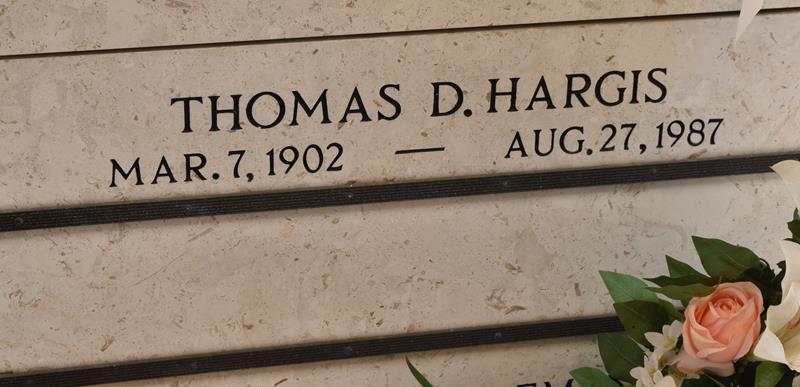 THOMAS D. HARGIS
MAR. 7, 1902 — AUG. 27, 1987